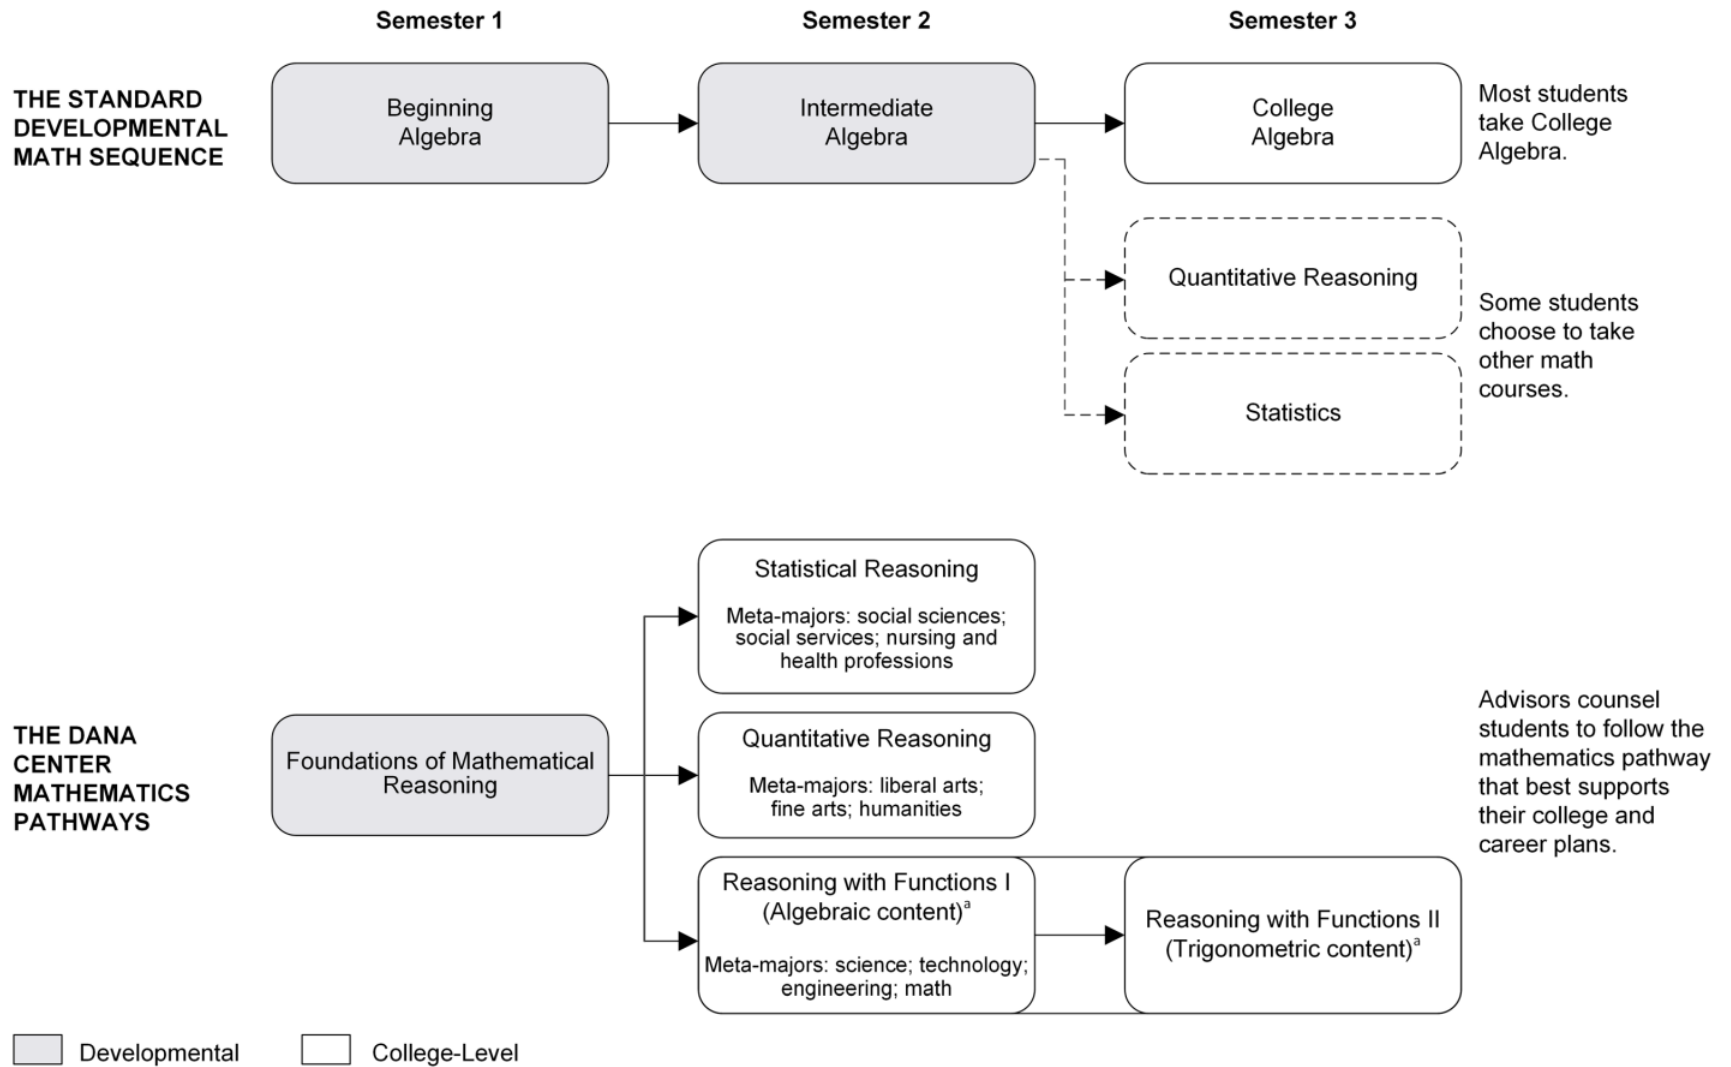 Semester 1
Semester 2
Semester 3
THE STANDARD
DEVELOPMENTAL
MATH SEQUENCE
Beginning
Algebra
Intermediate
Algebra
College
Algebra
Most students
take College
Algebra.
Quantitative Reasoning
Statistics
Some students
choose to take
other math
courses.
THE DANA
CENTER
MATHEMATICS
PATHWAYS
Foundations of Mathematical
Reasoning
Statistical Reasoning
Meta-majors: social sciences;
social services; nursing and
health professions
Quantitative Reasoning
Meta-majors: liberal arts;
fine arts; humanities
Reasoning with Functions I
(Algebraic content)ᵃ
Meta-majors: science; technology;
engineering; math
Reasoning with Functions II
(Trigonometric content)ᵃ
Advisors counsel
students to follow the
mathematics pathway
that best supports
their college and
career plans.
Developmental
College-Level